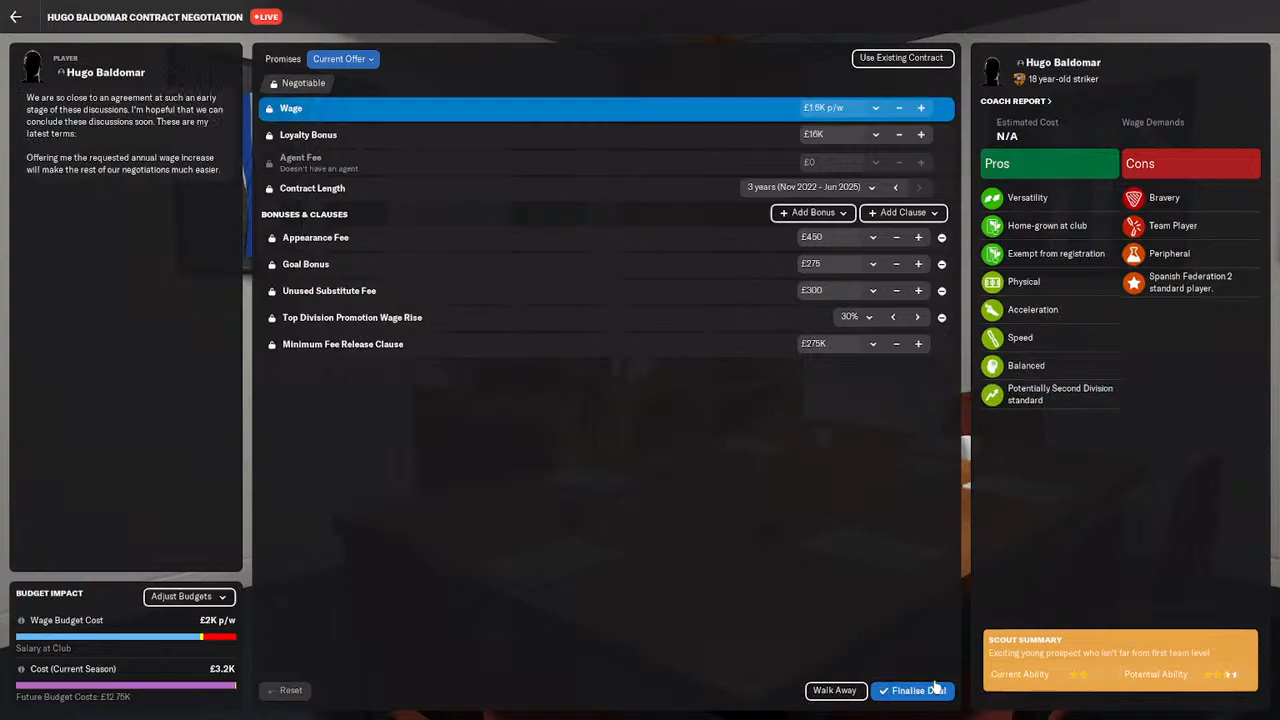 HUGO BALDOMAR CONTRACT NEGOTIATION
LIVE
PLAYER
Hugo Baldomar
We are so close to an agreement at such an early
stage of these discussions. I'm hopeful that we can
conclude these discussions soon. These are my
latest terms:
Offering me the requested annual wage increase
will make the rest of our negotiations much easier.
Promises
Current Offer
Use Existing Contract
Negotiable
Wage £1.6K p/w
Loyalty Bonus £16K
Agent Fee £0
Doesn't have an agent
Contract Length 3 years (Nov 2022 - Jun 2025)
BONUSES & CLAUSES
+ Add Bonus
+ Add Clause
Appearance Fee £450
Goal Bonus £275
Unused Substitute Fee £300
Top Division Promotion Wage Rise 30%
Minimum Fee Release Clause £275K
Hugo Baldomar
18 year-old striker
COACH REPORT >
Estimated Cost
N/A
Wage Demands
Pros
Versatility
Home-grown at club
Exempt from registration
Physical
Acceleration
Speed
Balanced
Potentially Second Division
standard
Cons
Bravery
Team Player
Peripheral
Spanish Federation 2
standard player.
BUDGET IMPACT
Adjust Budgets
Wage Budget Cost £2K p/w
Salary at Club
Cost (Current Season) £3.2K
Future Budget Costs: £12.75K
Reset
Walk Away
Finalise Deal
SCOUT SUMMARY
Exciting young prospect who isn't far from first team level
Current Ability
Potential Ability